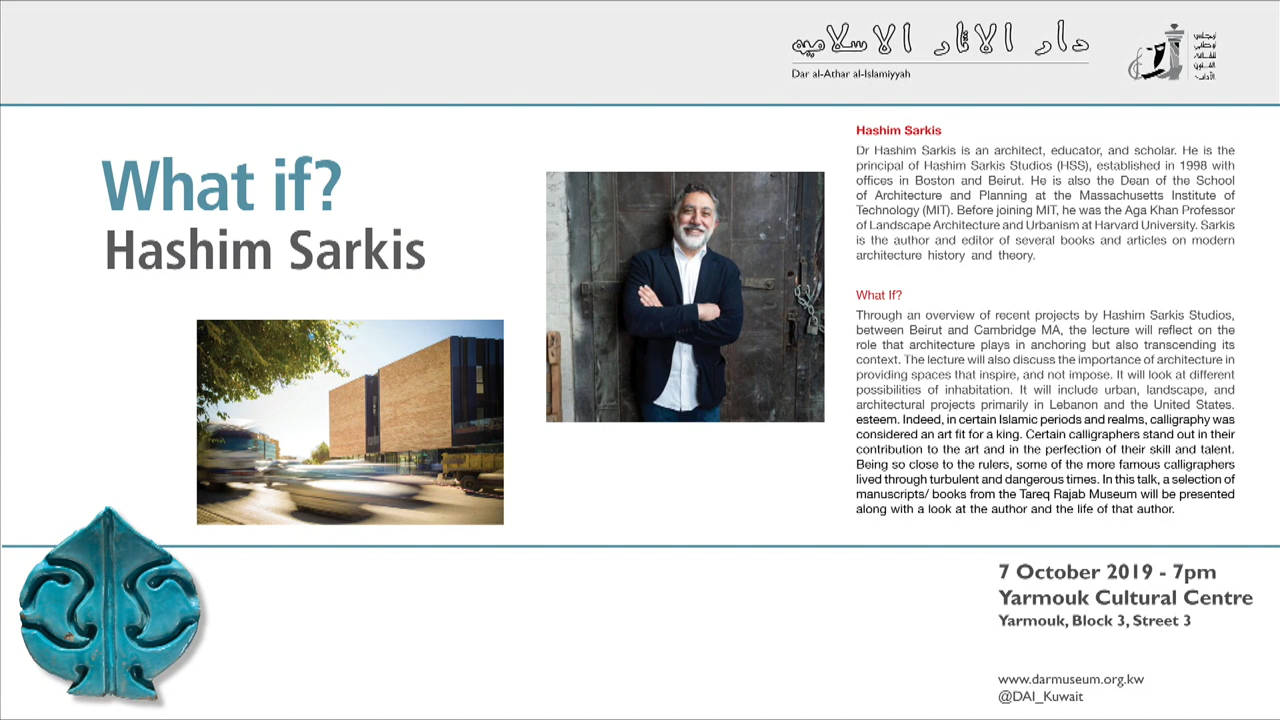 دار الاثار الاسلاميه
Dar al-Athar al-Islamiyyah
What if?
Hashim Sarkis
Hashim Sarkis
Dr Hashim Sarkis is an architect, educator, and scholar. He is the
principal of Hashim Sarkis Studios (HSS), established in 1998 with
offices in Boston and Beirut. He is also the Dean of the School
of Architecture and Planning at the Massachusetts Institute of
Technology (MIT). Before joining MIT, he was the Aga Khan Professor
of Landscape Architecture and Urbanism at Harvard University. Sarkis
is the author and editor of several books and articles on modern
architecture history and theory.
What If?
Through an overview of recent projects by Hashim Sarkis Studios,
between Beirut and Cambridge MA, the lecture will reflect on the
role that architecture plays in anchoring but also transcending its
context. The lecture will also discuss the importance of architecture in
providing spaces that inspire, and not impose. It will look at different
possibilities of inhabitation. It will include urban, landscape, and
architectural projects primarily in Lebanon and the United States.
esteem. Indeed, in certain Islamic periods and realms, calligraphy was
considered an art fit for a king. Certain calligraphers stand out in their
contribution to the art and in the perfection of their skill and talent.
Being so close to the rulers, some of the more famous calligraphers
lived through turbulent and dangerous times. In this talk, a selection of
manuscripts/ books from the Tareq Rajab Museum will be presented
along with a look at the author and the life of that author.
7 October 2019 - 7pm
Yarmouk Cultural Centre
Yarmouk, Block 3, Street 3
www.darmuseum.org.kw
@DAI_Kuwait